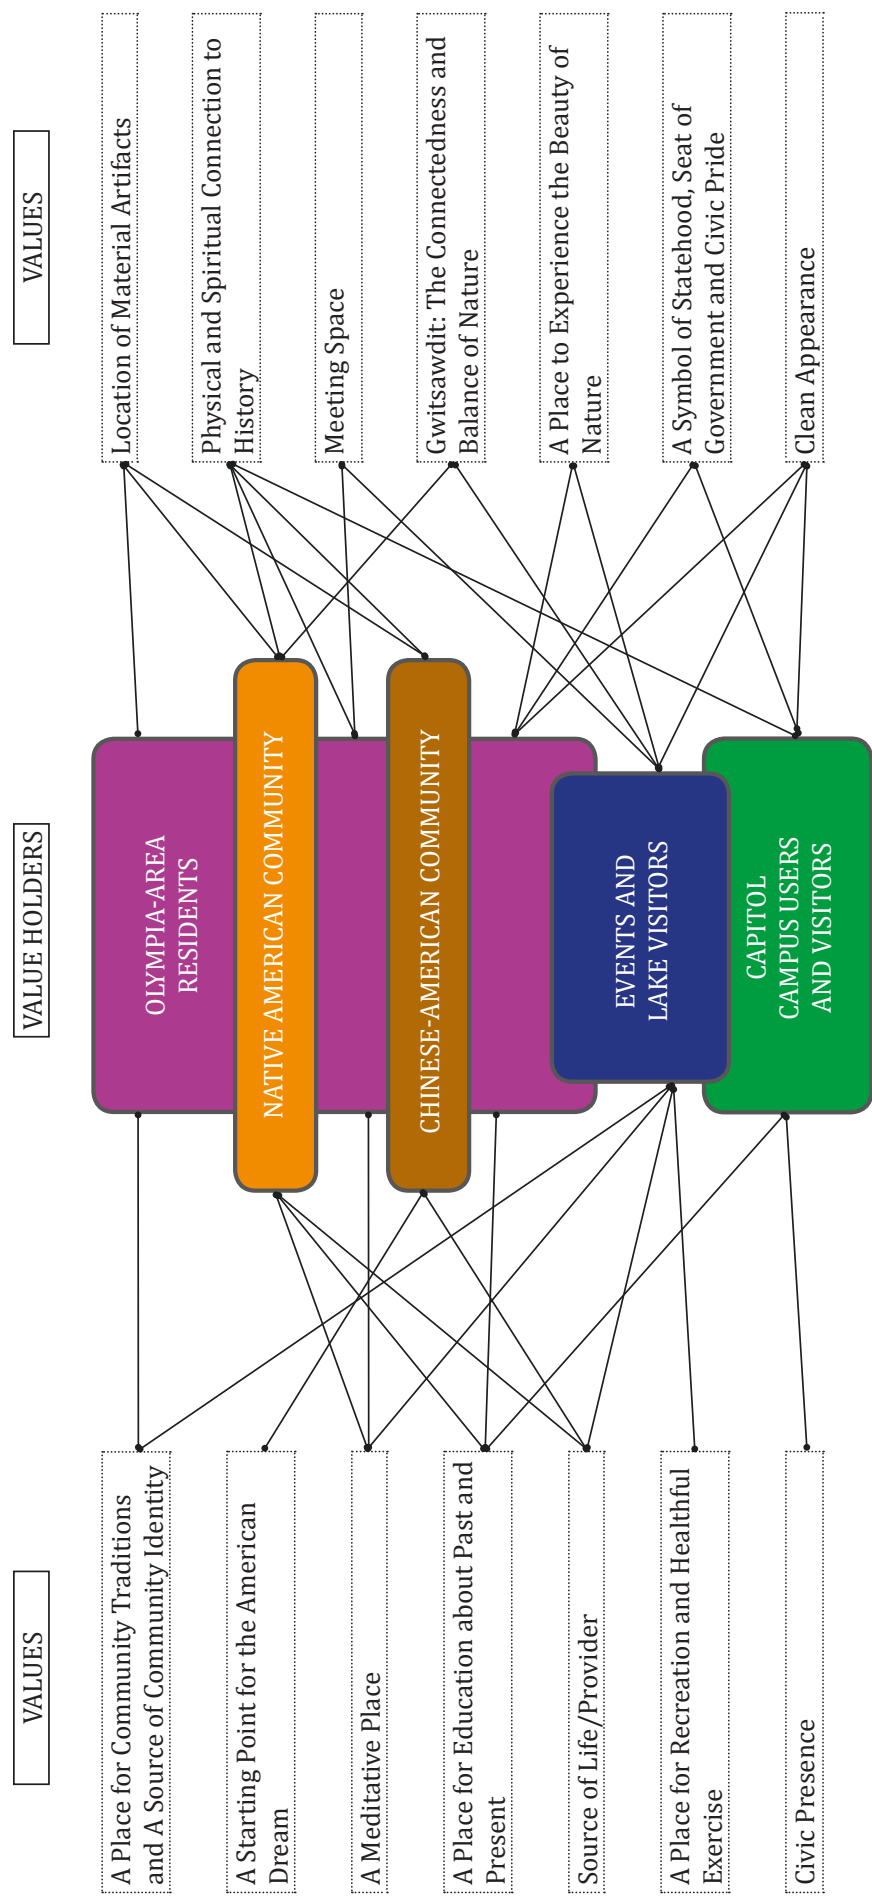 VALUES
A Place for Community Traditions
and A Source of Community Identity
A Starting Point for the American
Dream
A Meditative Place
A Place for Education about Past and
Present
Source of Life/Provider
A Place for Recreation and Healthful
Exercise
Civic Presence
VALUE HOLDERS
OLYMPIA-AREA
RESIDENTS
NATIVE AMERICAN COMMUNITY
CHINESE-AMERICAN COMMUNITY
EVENTS AND
LAKE VISITORS
CAPITOL
CAMPUS USERS
AND VISITORS
VALUES
Location of Material Artifacts
Physical and Spiritual Connection to
History
Meeting Space
Gwitsawdit: The Connectedness and
Balance of Nature
A Place to Experience the Beauty of
Nature
A Symbol of Statehood, Seat of
Government and Civic Pride
Clean Appearance